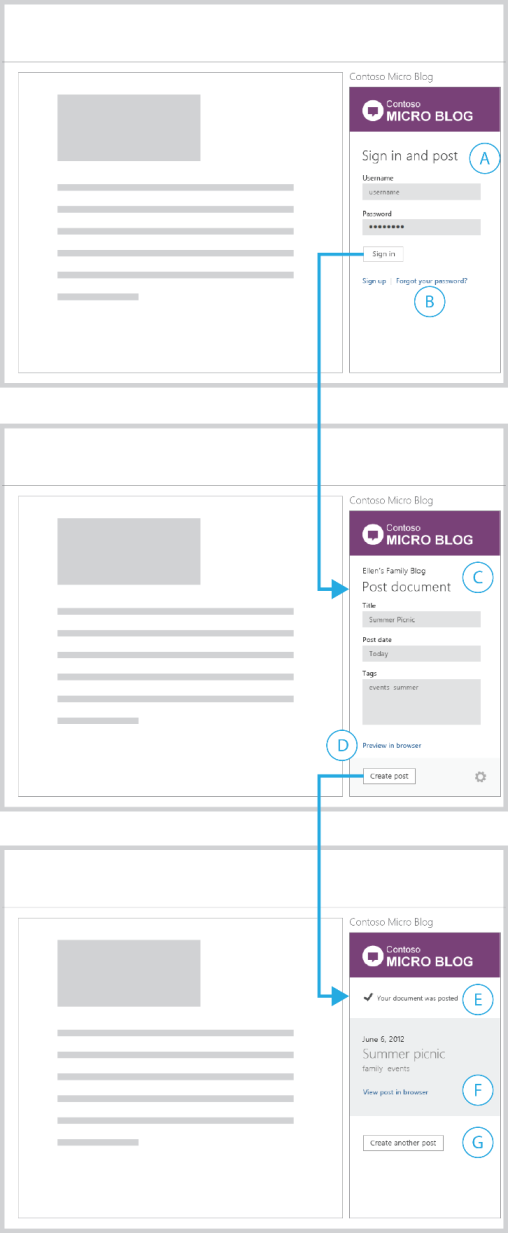 Contoso Micro Blog
Contoso
MICRO BLOG
Sign in and post
A
Username
username
Password
●●●●●●●●
Sign in
Sign up | Forgot your password?
B
Contoso Micro Blog
Contoso
MICRO BLOG
Ellen's Family Blog
C
Post document
Title
Summer Picnic
Post date
Today
Tags
events summer
D
Preview in browser
Create post
Contoso Micro Blog
Contoso
MICRO BLOG
Your document was posted
E
June 6, 2012
Summer picnic
family events
View post in browser
F
Create another post
G